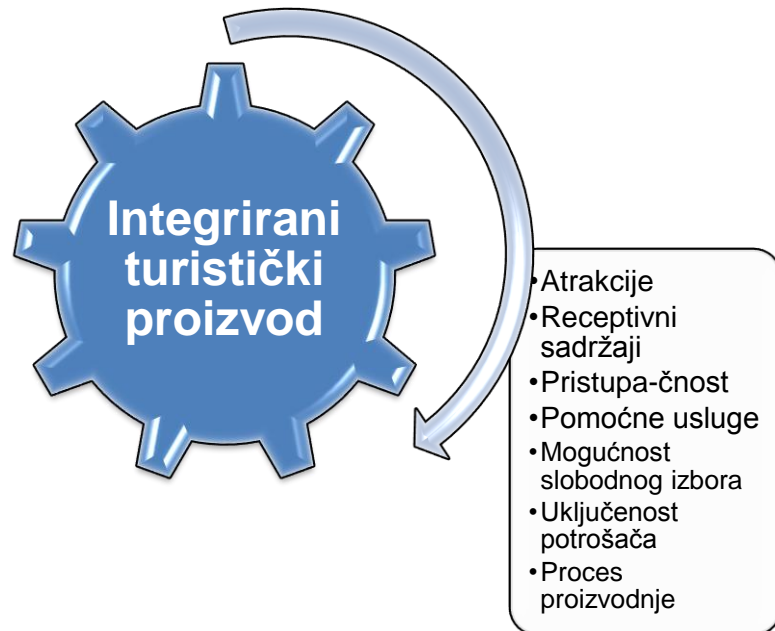 Integrirani
turistički
proizvod
•Atrakcije
•Receptivni
sadržaji
•Pristupa-čnost
•Pomoćne usluge
•Mogućnost
slobodnog izbora
•Uključenost
potrošača
•Proces
proizvodnje